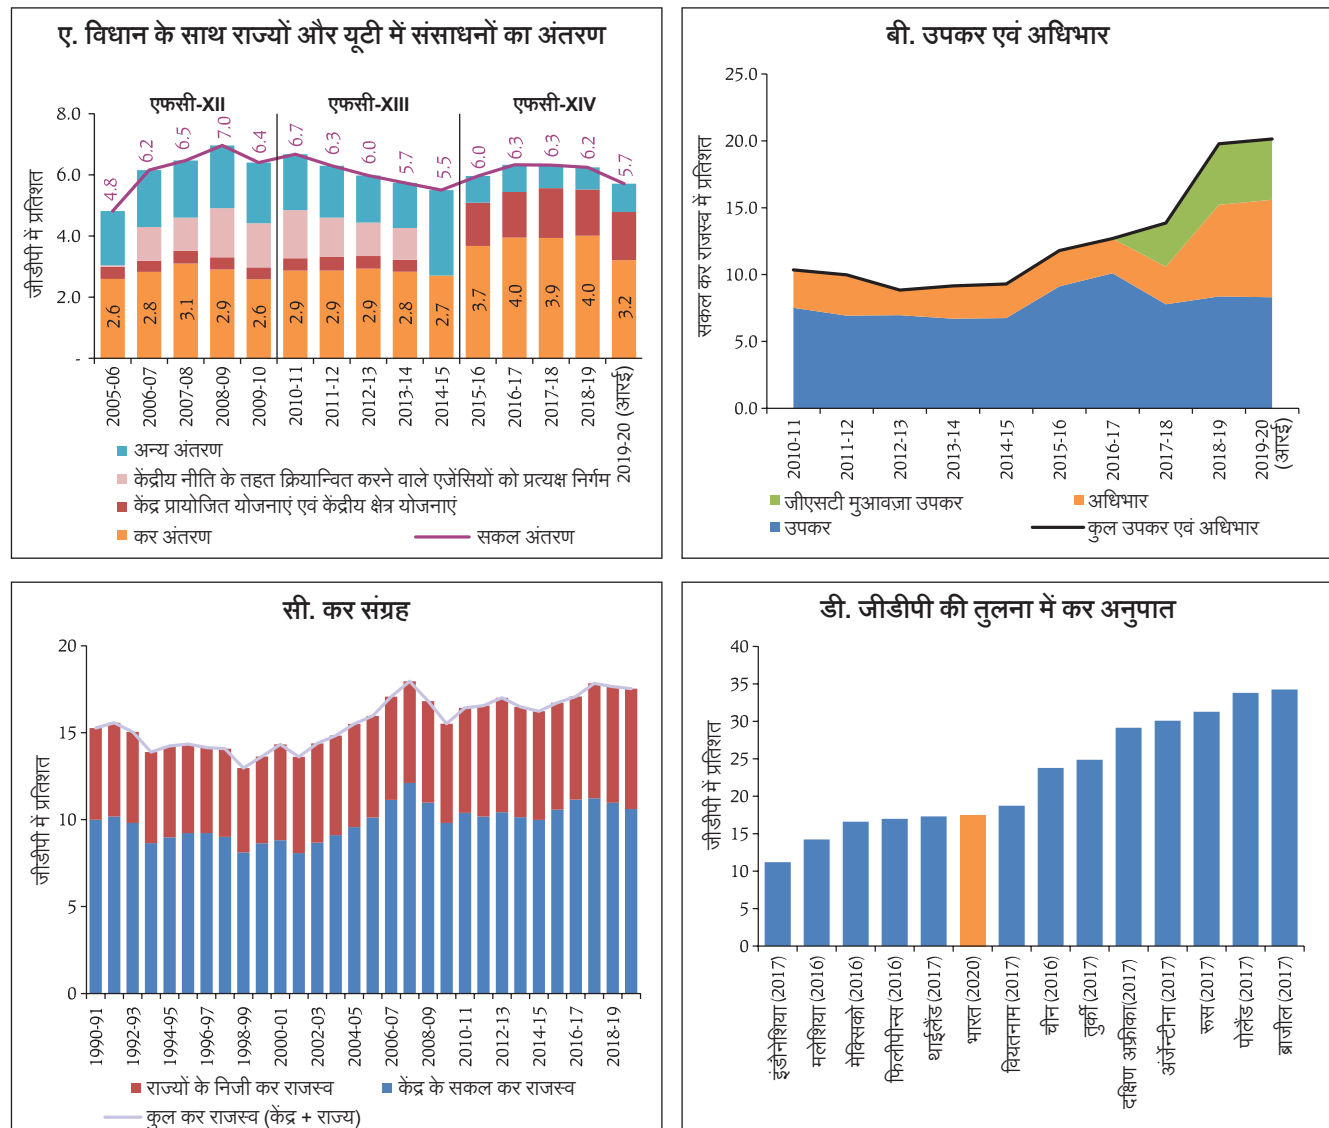 ए. विधान के साथ राज्यों और यूटी में संसाधनों का अंतरण
एफसी-XII एफसी-XIII एफसी-XIV
जीडीपी में प्रतिशत
8.0
6.0
4.0
2.0
-
4.8 6.2 6.5 7.0 6.4 6.7 6.3 6.0 5.7 5.5 6.0 6.3 6.3 6.2 5.7
2.6 2.8 3.1 2.9 2.6 2.9 2.9 2.9 2.8 2.7 3.7 4.0 3.9 4.0 3.2
2005-06 2006-07 2007-08 2008-09 2009-10 2010-11 2011-12 2012-13 2013-14 2014-15 2015-16 2016-17 2017-18 2018-19 2019-20 (आरई)
अन्य अंतरण
केंद्रीय नीति के तहत क्रियान्वित करने वाले एजेंसियों को प्रत्यक्ष निर्गम
केंद्र प्रायोजित योजनाएं एवं केंद्रीय क्षेत्र योजनाएं
कर अंतरण सकल अंतरण
बी. उपकर एवं अधिभार
सकल कर राजस्व में प्रतिशत
25.0
20.0
15.0
10.0
5.0
0.0
2010-11 2011-12 2012-13 2013-14 2014-15 2015-16 2016-17 2017-18 2018-19 2019-20 (आरई)
जीएसटी मुआवज़ा उपकर अधिभार
उपकर कुल उपकर एवं अधिभार
सी. कर संग्रह
जीडीपी में प्रतिशत
20
15
10
5
0
1990-91 1992-93 1994-95 1996-97 1998-99 2000-01 2002-03 2004-05 2006-07 2008-09 2010-11 2012-13 2014-15 2016-17 2018-19
राज्यों के निजी कर राजस्व केंद्र के सकल कर राजस्व
कुल कर राजस्व (केंद्र + राज्य)
डी. जीडीपी की तुलना में कर अनुपात
जीडीपी में प्रतिशत
40
35
30
25
20
15
10
5
0
इंडोनेशिया (2017) मलेशिया (2016) मेक्सिको (2016) फिलीपीन्स (2016) थाईलैंड (2017) भारत (2020) वियतनाम (2017) चीन (2016) तुर्की (2017) दक्षिण अफ्रीका(2017) अंर्जेन्टीना (2017) रूस (2017) पोलैंड (2017) ब्राजील (2017)